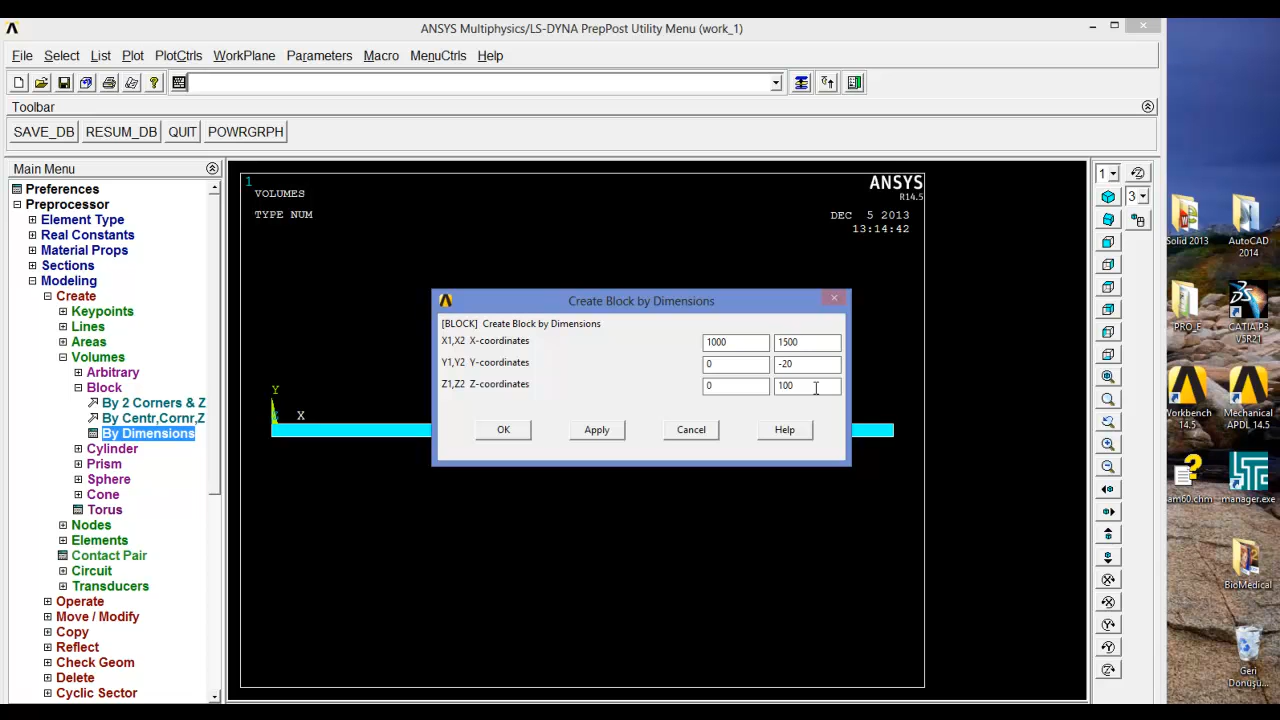 ANSYS Multiphysics/LS-DYNA PrepPost Utility Menu (work_1)
File Select List Plot PlotCtrls WorkPlane Parameters Macro MenuCtrls Help
Toolbar
SAVE_DB RESUM_DB QUIT POWRGRPH
Main Menu
Preferences
Preprocessor
Element Type
Real Constants
Material Props
Sections
Modeling
Create
Keypoints
Lines
Areas
Volumes
Arbitrary
Block
By 2 Corners & Z
By Centr,Cornr,Z
By Dimensions
Cylinder
Prism
Sphere
Cone
Torus
Nodes
Elements
Contact Pair
Circuit
Transducers
Operate
Move / Modify
Copy
Reflect
Check Geom
Delete
Cyclic Sector
1
VOLUMES
TYPE NUM
ANSYS
R14.5
DEC 5 2013
13:14:42
Y
X
Create Block by Dimensions
[BLOCK] Create Block by Dimensions
X1,X2 X-coordinates 1000 1500
Y1,Y2 Y-coordinates 0 -20
Z1,Z2 Z-coordinates 0 100
OK Apply Cancel Help
1
3
Solid 2013
AutoCAD 2014
PRO_E
CATIA P3 V5R21
Workbench 14.5
Mechanical APDL 14.5
sam60.chm
manager.exe
BioMedical
Geri Dönüşü...